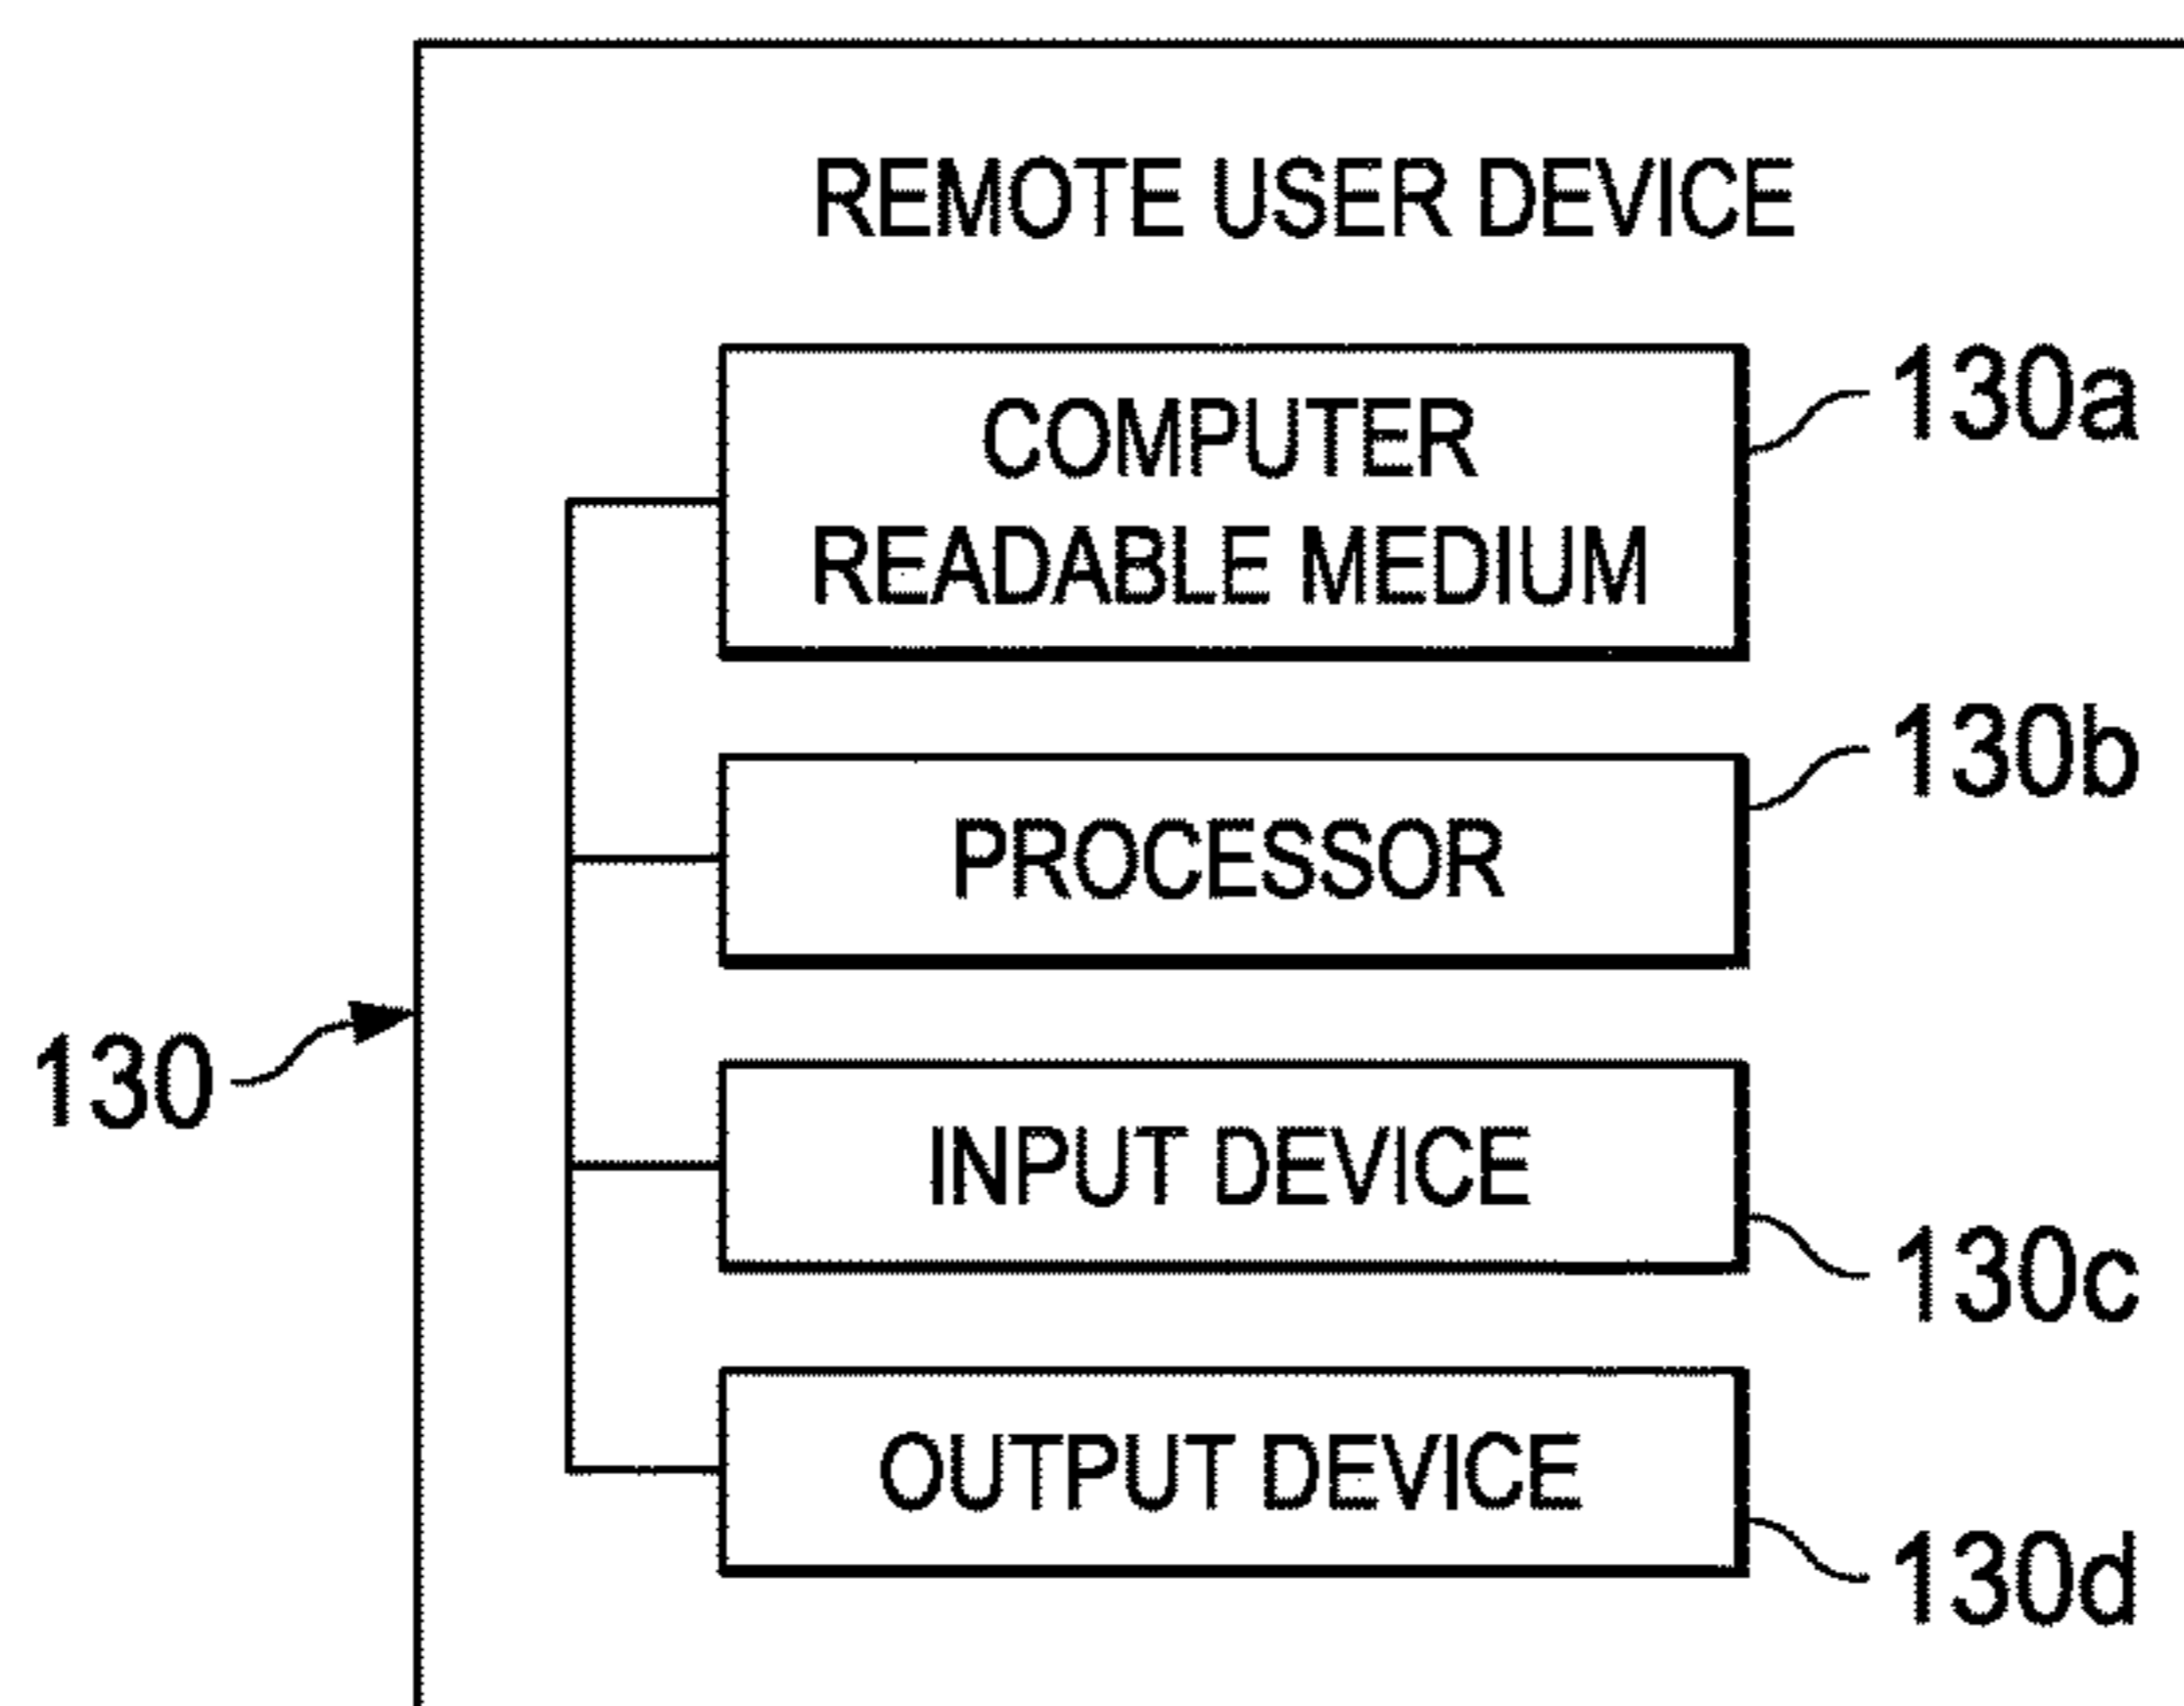 REMOTE USER DEVICE
COMPUTER
READABLE MEDIUM
130a
PROCESSOR
130b
130
INPUT DEVICE
130c
OUTPUT DEVICE
130d